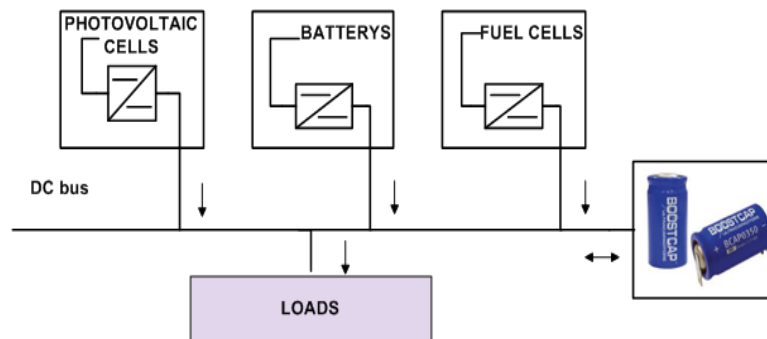 PHOTOVOLTAIC
CELLS
BATTERYS
FUEL CELLS
DC bus
BOOSTCAP
BOOSTCAP
BCAP0350
LOADS